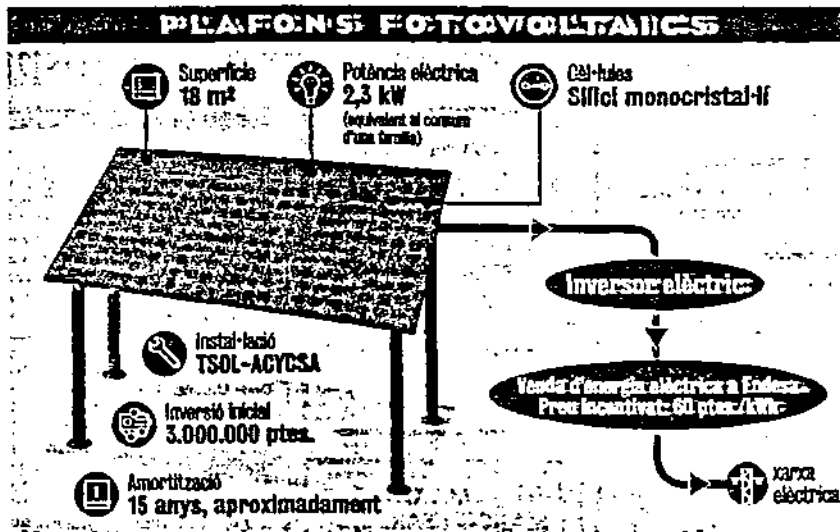 PLAFONS FOTOVOLTAICS
Superfície
18 m²
Potència elèctrica
2,3 kW
(equivalent al consum
d'una família)
Cèl·lules
Silici monocristal·lí
Inversor elèctric
Venda d'energia elèctrica a Endesa
Preu incentivat: 60 ptes./kWh
xarxa
elèctrica
Instal·lació
TSOL-ACYCSA
Inversió inicial
3.000.000 ptes.
Amortització
15 anys, aproximadament